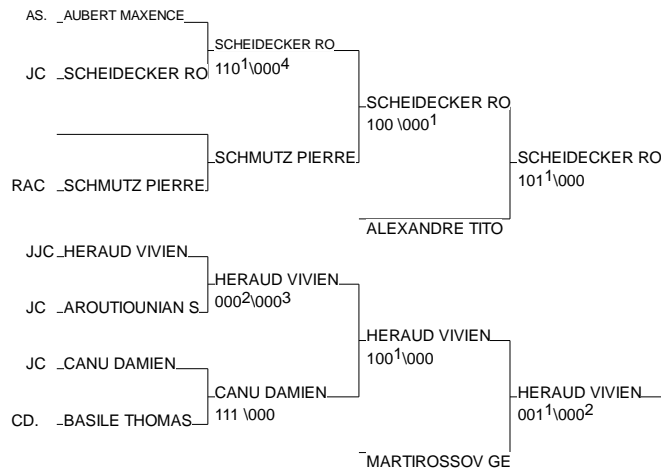 AS. AUBERT MAXENCE
SCHEIDECKER RO
110¹\000⁴
JC SCHEIDECKER RO
SCHEIDECKER RO
100 \000¹
SCHMUTZ PIERRE
SCHEIDECKER RO
101¹\000
RAC SCHMUTZ PIERRE
ALEXANDRE TITO
JJC HERAUD VIVIEN
HERAUD VIVIEN
000²\000³
JC AROUTIOUNIAN S
HERAUD VIVIEN
100¹\000
JC CANU DAMIEN
CANU DAMIEN
111 \000
HERAUD VIVIEN
001¹\000²
CD. BASILE THOMAS
MARTIROSSOV GE